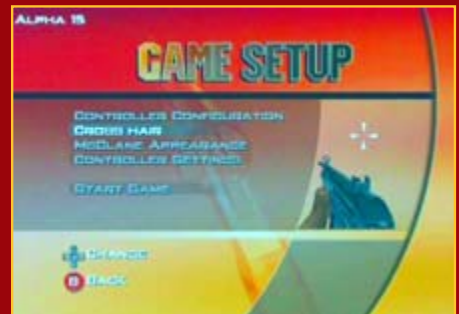 ALPHA 15
GAME SETUP
CONTROLLER CONFIGURATION
CROSS HAIR
MCCLANE APPEARANCE
CONTROLLER SETTINGS
START GAME
CHANGE
B BACK